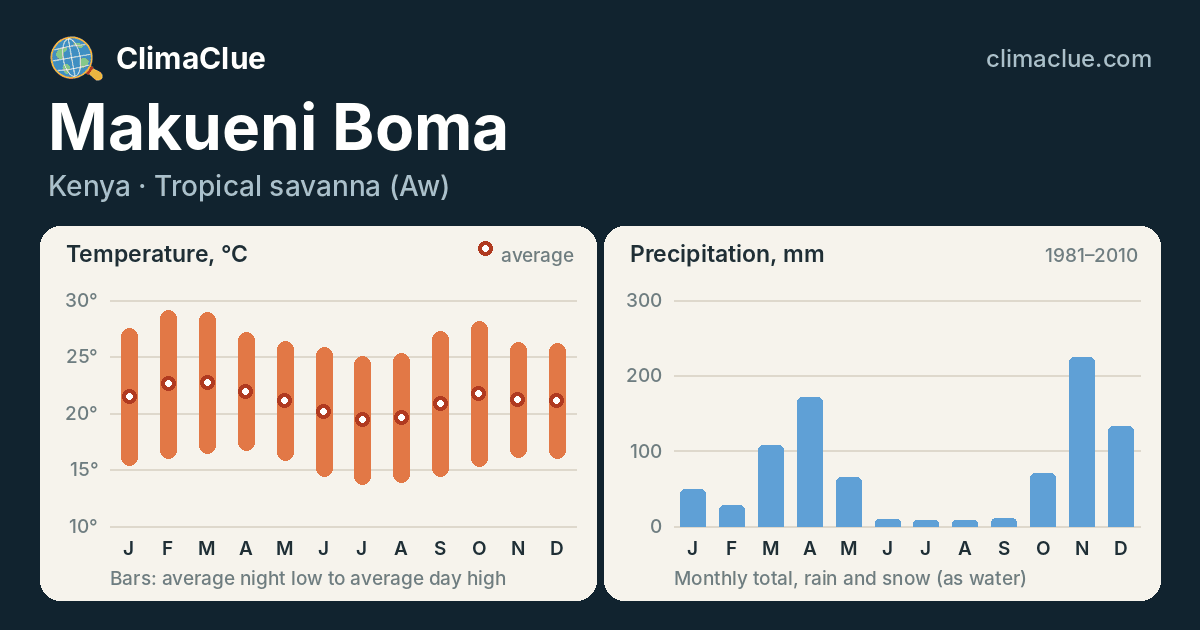 ClimaClue
climaclue.com
Makueni Boma
Kenya · Tropical savanna (Aw)
Temperature, °C
average
30°
25°
20°
15°
10°
J F M A M J J A S O N D
Bars: average night low to average day high
Precipitation, mm
1981–2010
300
200
100
0
J F M A M J J A S O N D
Monthly total, rain and snow (as water)